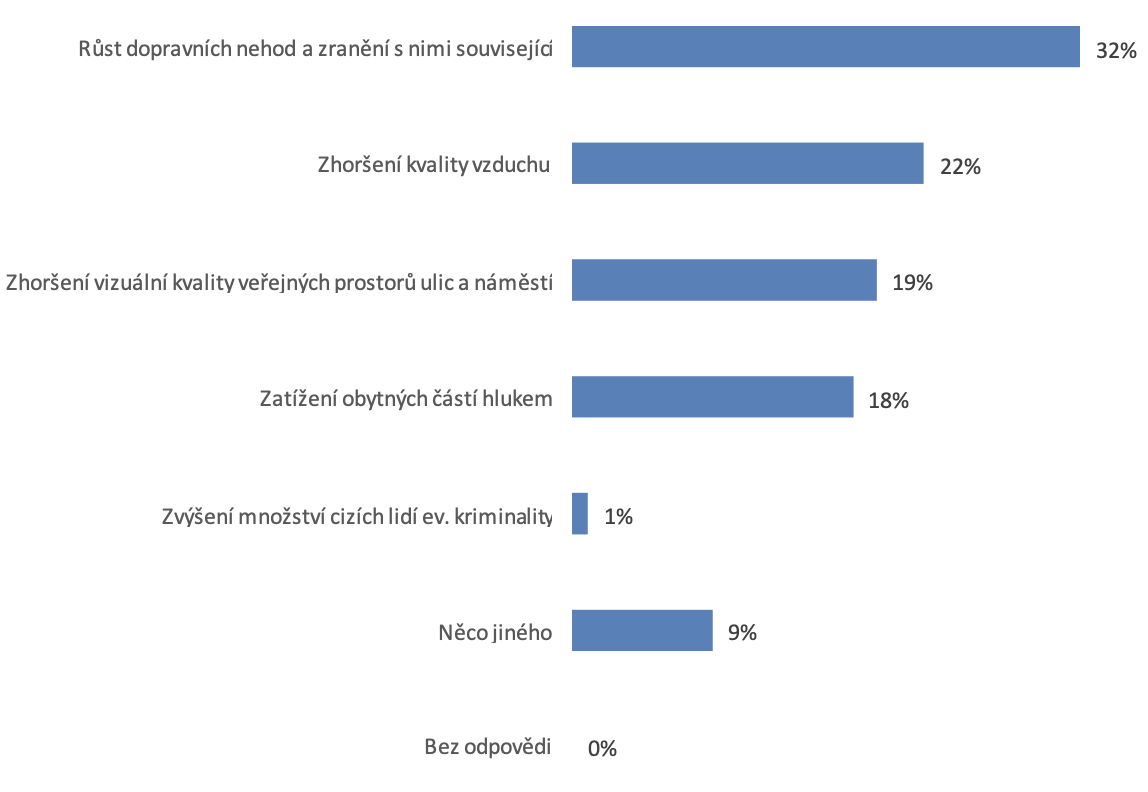 Růst dopravních nehod a zranění s nimi související 32%
Zhoršení kvality vzduchu 22%
Zhoršení vizuální kvality veřejných prostorů ulic a náměstí 19%
Zatížení obytných částí hlukem 18%
Zvýšení množství cizích lidí ev. kriminality 1%
Něco jiného 9%
Bez odpovědi 0%